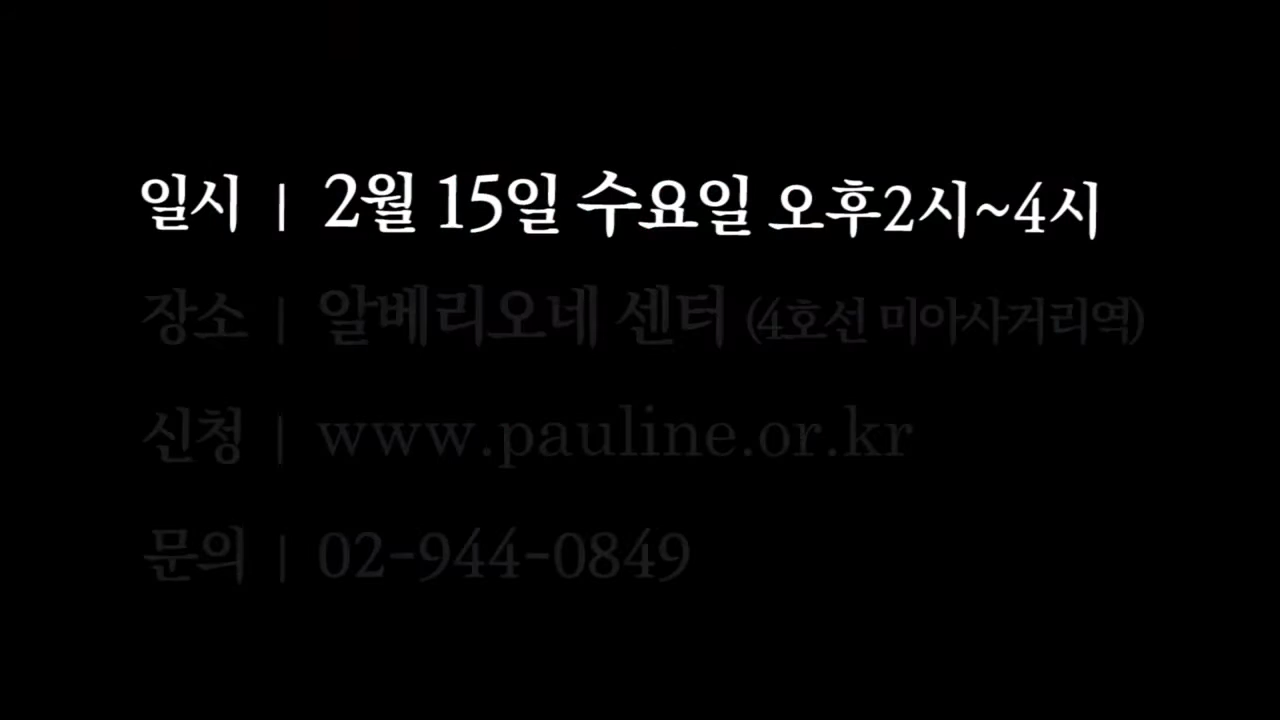 일시 | 2월 15일 수요일 오후2시~4시
장소 | 알베리오네 센터 (4호선 미아사거리역)
신청 | www.pauline.or.kr
문의 | 02-944-0849